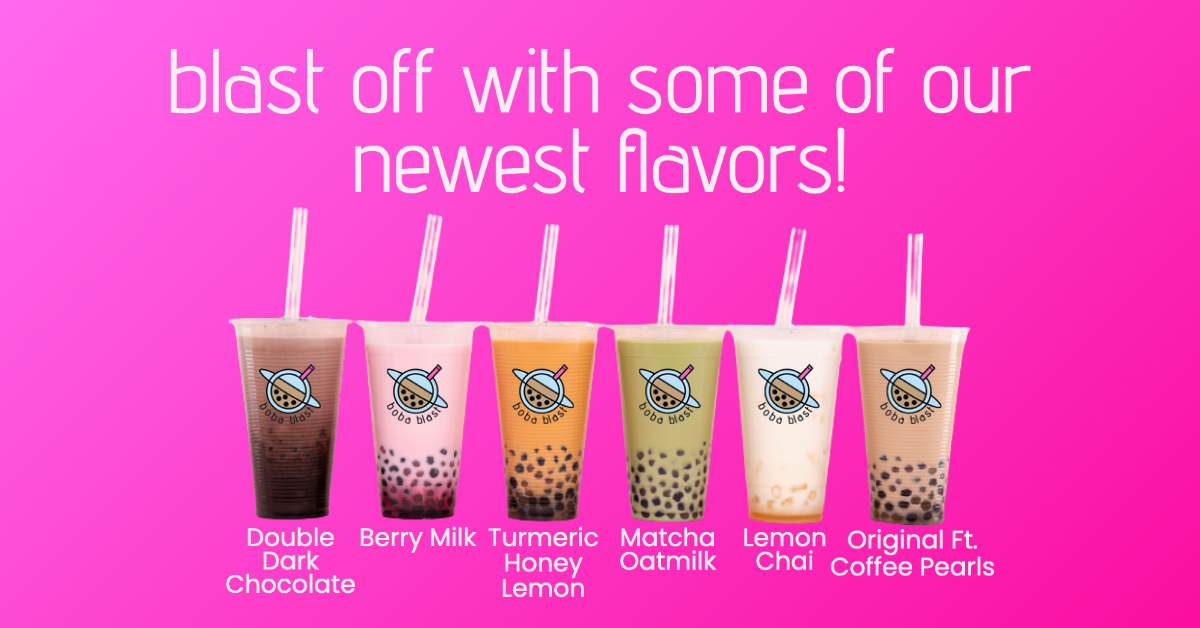 blast off with some of our
newest flavors!
boba blast
boba blast
boba blast
boba blast
boba blast
boba blast
Double
Dark
Chocolate
Berry Milk
Turmeric
Honey
Lemon
Matcha
Oatmilk
Lemon
Chai
Original Ft.
Coffee Pearls